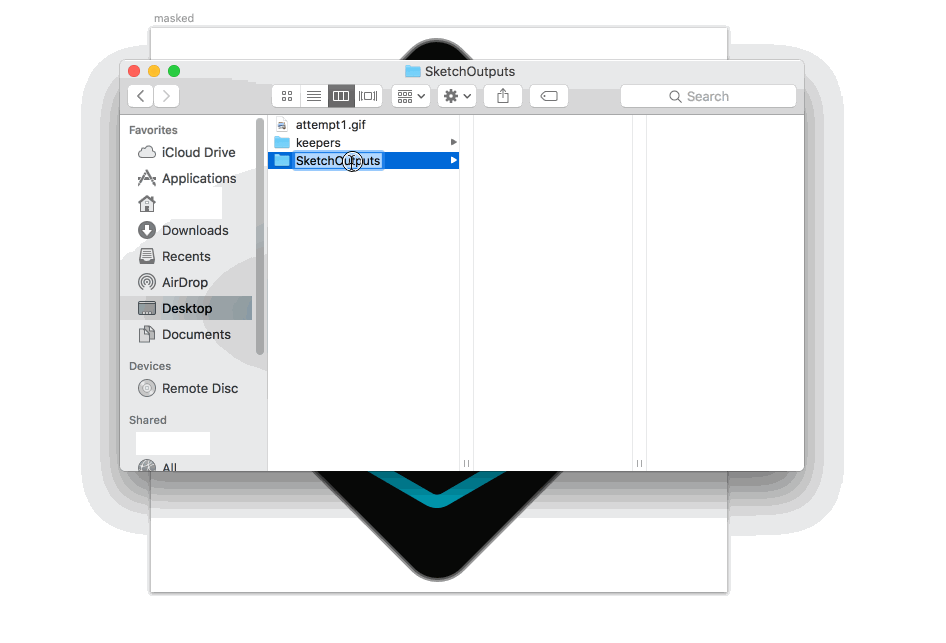 masked
SketchOutputs
Search
Favorites
iCloud Drive
Applications
Downloads
Recents
AirDrop
Desktop
Documents
Devices
Remote Disc
Shared
All
attempt1.gif
keepers
SketchOutputs